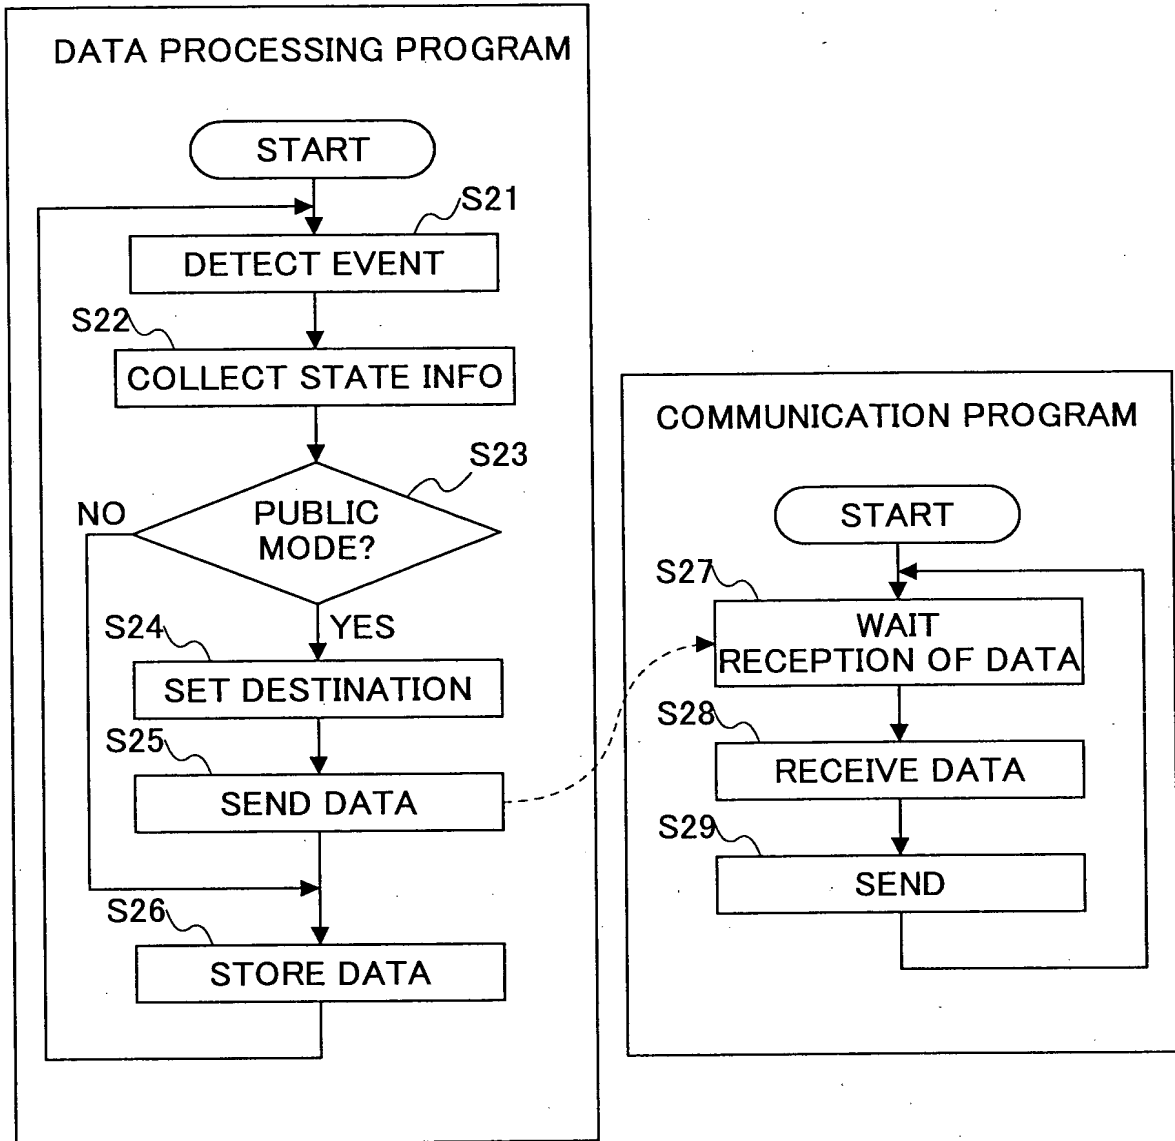 DATA PROCESSING PROGRAM
START
S21
DETECT EVENT
S22
COLLECT STATE INFO
S23
NO
PUBLIC
MODE?
YES
S24
SET DESTINATION
S25
SEND DATA
S26
STORE DATA
COMMUNICATION PROGRAM
START
S27
WAIT
RECEPTION OF DATA
S28
RECEIVE DATA
S29
SEND